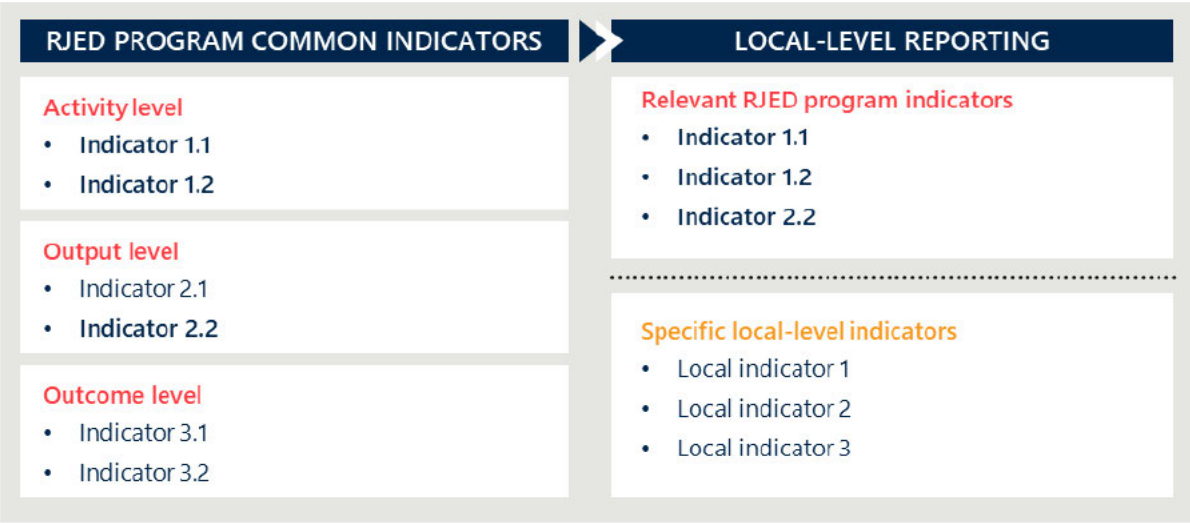 RJED PROGRAM COMMON INDICATORS
Activity level
• Indicator 1.1
• Indicator 1.2
Output level
• Indicator 2.1
• Indicator 2.2
Outcome level
• Indicator 3.1
• Indicator 3.2
LOCAL-LEVEL REPORTING
Relevant RJED program indicators
• Indicator 1.1
• Indicator 1.2
• Indicator 2.2
Specific local-level indicators
• Local indicator 1
• Local indicator 2
• Local indicator 3